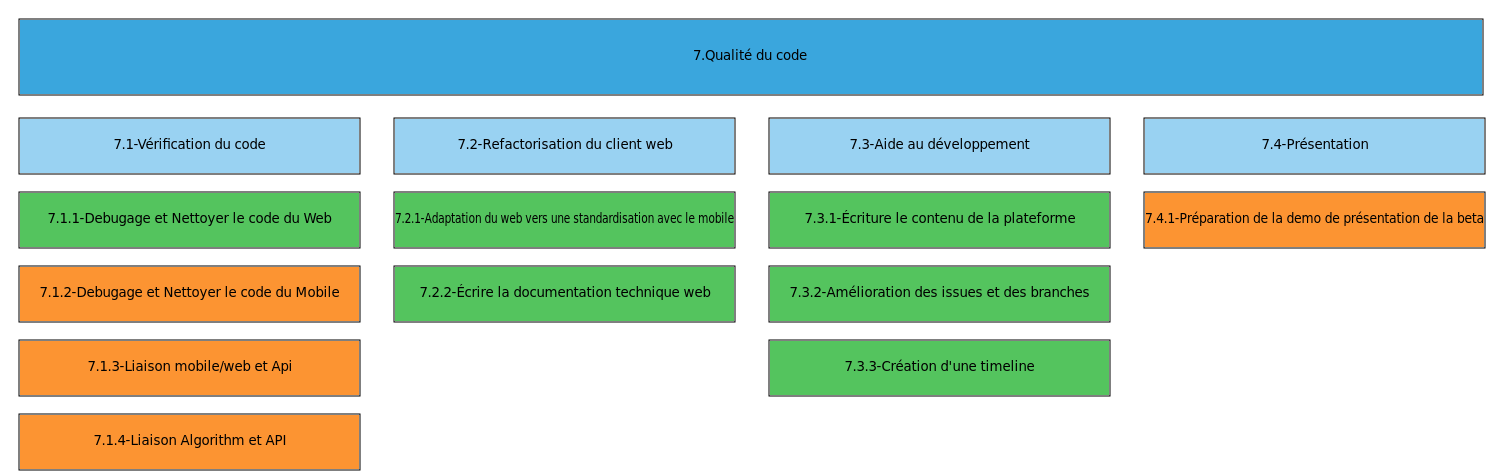 7.Qualité du code
7.1-Vérification du code
7.2-Refactorisation du client web
7.3-Aide au développement
7.4-Présentation
7.1.1-Debugage et Nettoyer le code du Web
7.2.1-Adaptation du web vers une standardisation avec le mobile
7.3.1-Écriture le contenu de la plateforme
7.4.1-Préparation de la demo de présentation de la beta
7.1.2-Debugage et Nettoyer le code du Mobile
7.2.2-Écrire la documentation technique web
7.3.2-Amélioration des issues et des branches
7.1.3-Liaison mobile/web et Api
7.3.3-Création d'une timeline
7.1.4-Liaison Algorithm et API